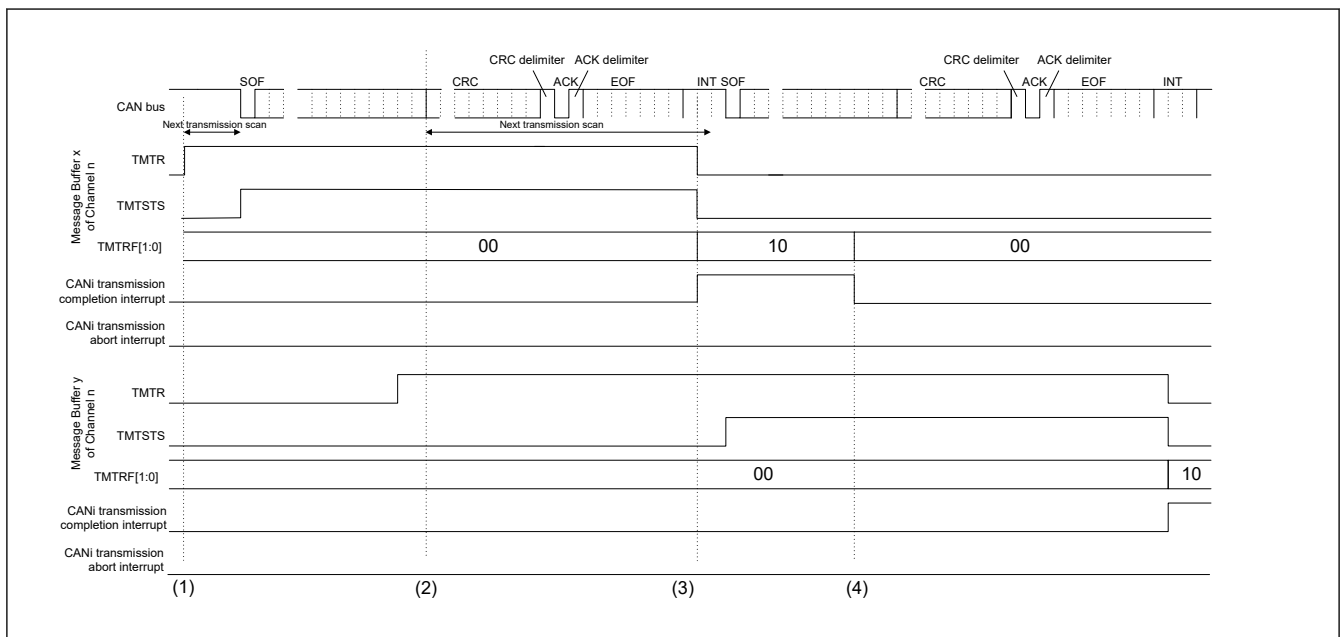 CRC delimiter ACK delimiter CRC delimiter ACK delimiter
SOF CRC ACK EOF INT SOF CRC ACK EOF INT
CAN bus
Next transmission scan Next transmission scan
Message Buffer x
of Channel n
TMTR
TMTSTS
TMTRF[1:0] 00 10 00
CANi transmission
completion interrupt
CANi transmission
abort interrupt
Message Buffer y
of Channel n
TMTR
TMTSTS
TMTRF[1:0] 00 10
CANi transmission
completion interrupt
CANi transmission
abort interrupt
(1) (2) (3) (4)